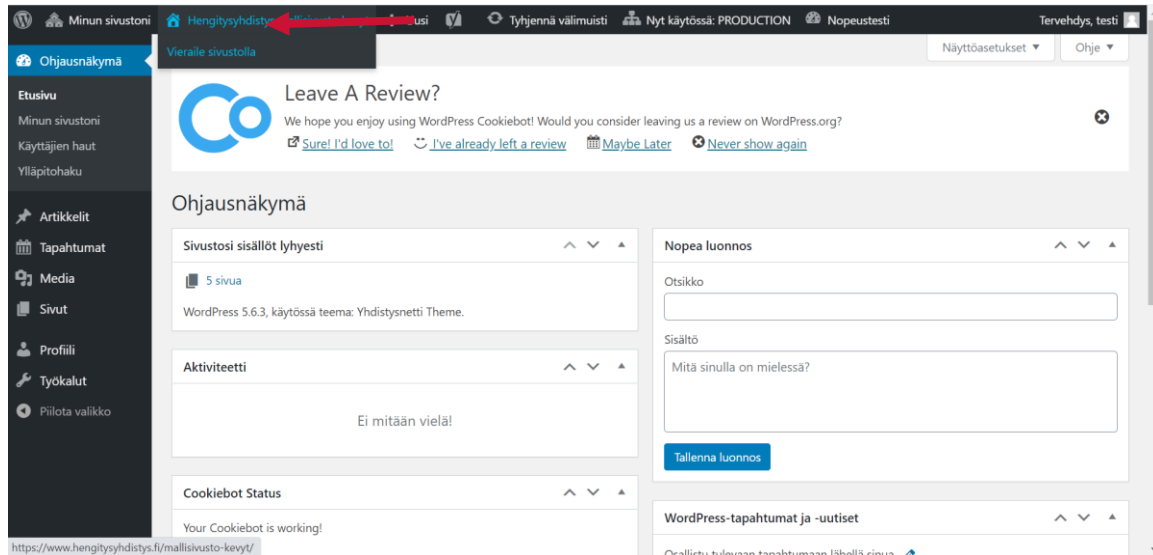 Minun sivustoni
Tyhjennä välimuisti
Nyt käytössä: PRODUCTION
Nopeustesti
Tervehdys, testi
Vieraile sivustolla
Näyttöasetukset ▼
Ohje ▼
Ohjausnäkymä
Etusivu
Minun sivustoni
Käyttäjien haut
Ylläpitohaku
Artikkelit
Tapahtumat
Media
Sivut
Profiili
Työkalut
Piilota valikko
Leave A Review?
We hope you enjoy using WordPress Cookiebot! Would you consider leaving us a review on WordPress.org?
Sure! I'd love to! I've already left a review Maybe Later Never show again
Ohjausnäkymä
Sivustosi sisällöt lyhyesti
5 sivua
WordPress 5.6.3, käytössä teema: Yhdistysnetti Theme.
Aktiviteetti
Ei mitään vielä!
Cookiebot Status
Your Cookiebot is working!
Nopea luonnos
Otsikko
Sisältö
Mitä sinulla on mielessä?
Tallenna luonnos
WordPress-tapahtumat ja -uutiset
Osallistu tulevaan tapahtumaan lähellä sinua.
https://www.hengitysyhdistys.fi/mallisivusto-kevyt/